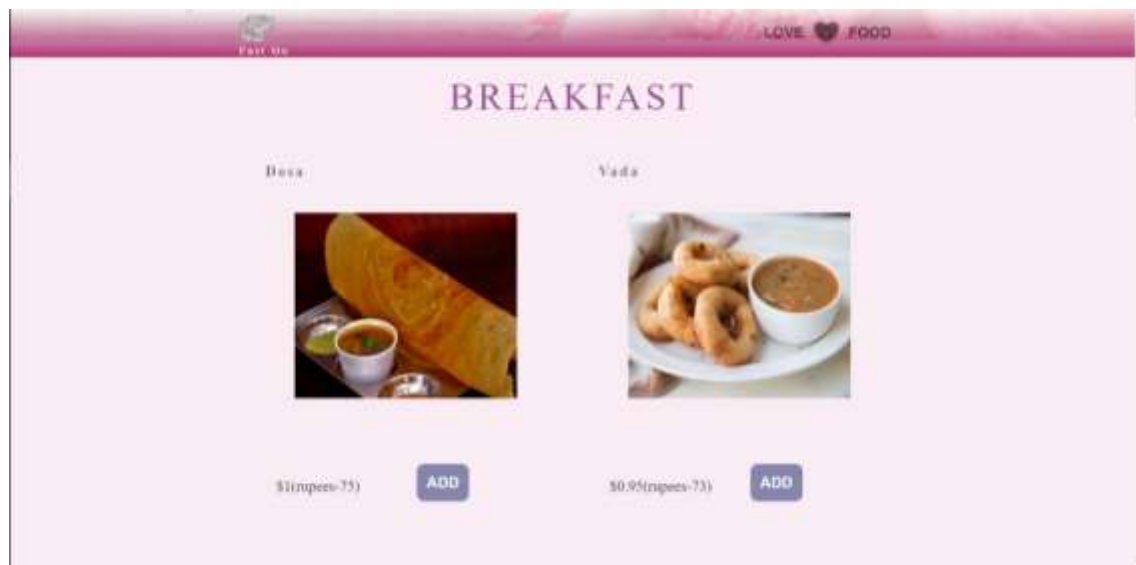 LOVE FOOD
BREAKFAST
Dosa
Vada
$1(rupees-75)
ADD
$0.95(rupees-73)
ADD